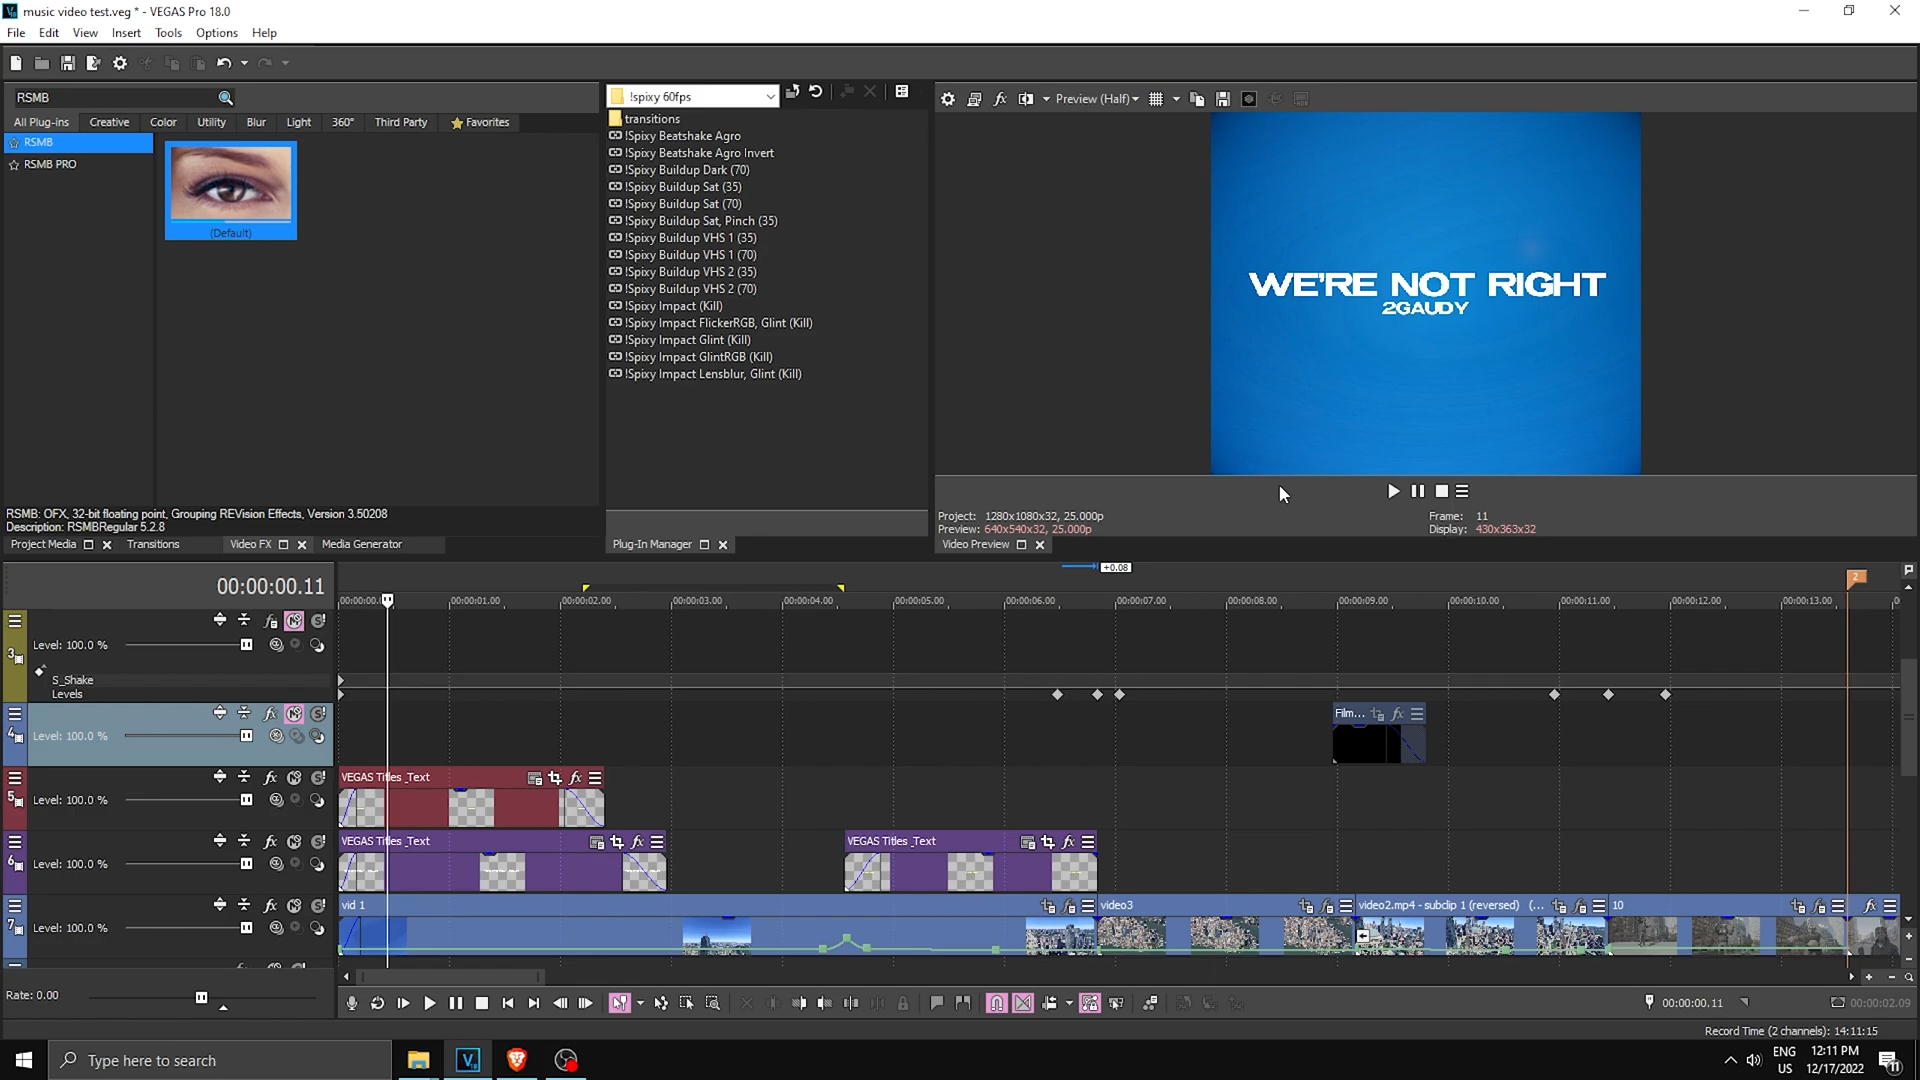 music video test.veg * - VEGAS Pro 18.0
File Edit View Insert Tools Options Help
RSMB
All Plug-ins Creative Color Utility Blur Light 360° Third Party Favorites
RSMB
RSMB PRO
(Default)
RSMB: OFX, 32-bit floating point, Grouping REVision Effects, Version 3.50208
Description: RSMBRegular 5.2.8
Project Media Transitions Video FX Media Generator
!spixy 60fps
transitions
!Spixy Beatshake Agro
!Spixy Beatshake Agro Invert
!Spixy Buildup Dark (70)
!Spixy Buildup Sat (35)
!Spixy Buildup Sat (70)
!Spixy Buildup Sat, Pinch (35)
!Spixy Buildup VHS 1 (35)
!Spixy Buildup VHS 1 (70)
!Spixy Buildup VHS 2 (35)
!Spixy Buildup VHS 2 (70)
!Spixy Impact (Kill)
!Spixy Impact FlickerRGB, Glint (Kill)
!Spixy Impact Glint (Kill)
!Spixy Impact GlintRGB (Kill)
!Spixy Impact Lensblur, Glint (Kill)
Plug-In Manager
Preview (Half)
WE'RE NOT RIGHT
2GAUDY
Project: 1280x1080x32, 25.000p
Preview: 640x540x32, 25.000p
Frame: 11
Display: 430x363x32
Video Preview
00:00:00.11
+0.08
2
00:00:00. 00:00:01.00 00:00:02.00 00:00:03.00 00:00:04.00 00:00:05.00 00:00:06.00 00:00:07.00 00:00:08.00 00:00:09.00 00:00:10.00 00:00:11.00 00:00:12.00 00:00:13.00
3
Level: 100.0 %
S_Shake
Levels
4
Level: 100.0 %
Film...
5
Level: 100.0 %
VEGAS Titles _Text
6
Level: 100.0 %
VEGAS Titles _Text
VEGAS Titles _Text
7
Level: 100.0 %
vid 1
video3
video2.mp4 - subclip 1 (reversed) (...
10
Rate: 0.00
00:00:00.11
00:00:02.09
Record Time (2 channels): 14:11:15
Type here to search
ENG
US
12:11 PM
12/17/2022
11